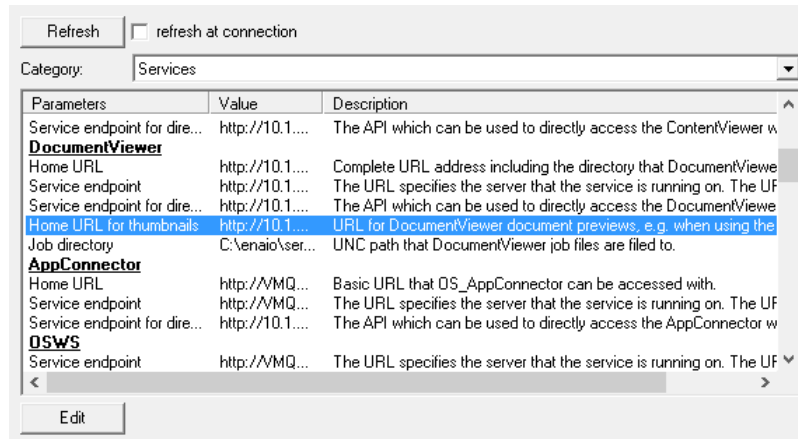 Refresh refresh at connection
Category: Services
Parameters Value Description
Service endpoint for dire... http://10.1.... The API which can be used to directly access the ContentViewer w
DocumentViewer
Home URL http://10.1.... Complete URL address including the directory that DocumentViewe
Service endpoint http://10.1.... The URL specifies the server that the service is running on. The UR
Service endpoint for dire... http://10.1.... The API which can be used to directly access the DocumentViewe
Home URL for thumbnails http://10.1.... URL for DocumentViewer document previews, e.g. when using the
Job directory C:\enaio\ser... UNC path that DocumentViewer job files are filed to.
AppConnector
Home URL http://VMQ... Basic URL that OS_AppConnector can be accessed with.
Service endpoint http://VMQ... The URL specifies the server that the service is running on. The UR
Service endpoint for dire... http://10.1.... The API which can be used to directly access the AppConnector w
OSWS
Service endpoint http://VMQ... The URL specifies the server that the service is running on. The UR
Edit